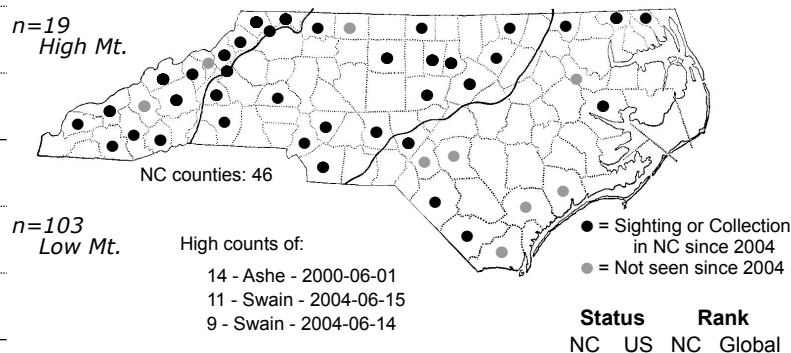 n=19
High Mt.
NC counties: 46
n=103
Low Mt.
High counts of:
14 - Ashe - 2000-06-01
11 - Swain - 2004-06-15
9 - Swain - 2004-06-14
= Sighting or Collection
in NC since 2004
= Not seen since 2004
Status Rank
NC US NC Global